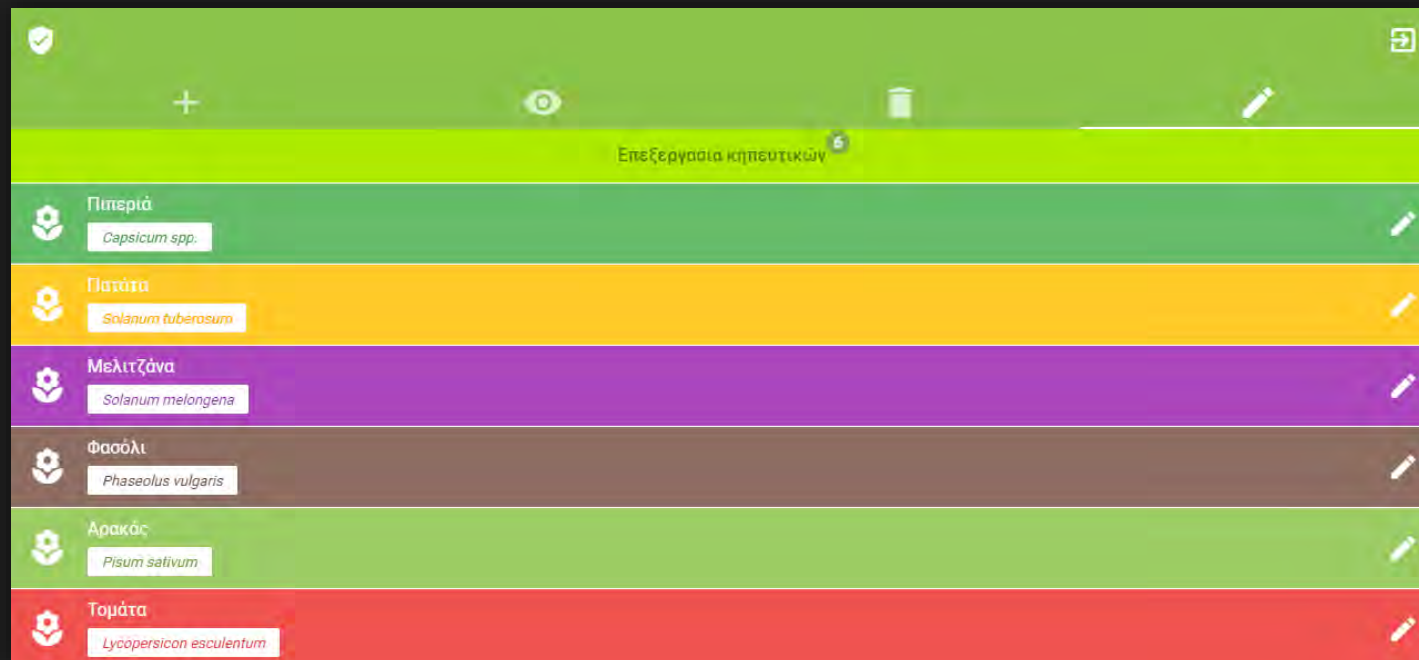 Επεξεργασία κηπευτικών 6
Πιπεριά
Capsicum spp.
Πατάτα
Solanum tuberosum
Μελιτζάνα
Solanum melongena
Φασόλι
Phaseolus vulgaris
Αρακάς
Pisum sativum
Τομάτα
Lycopersicon esculentum